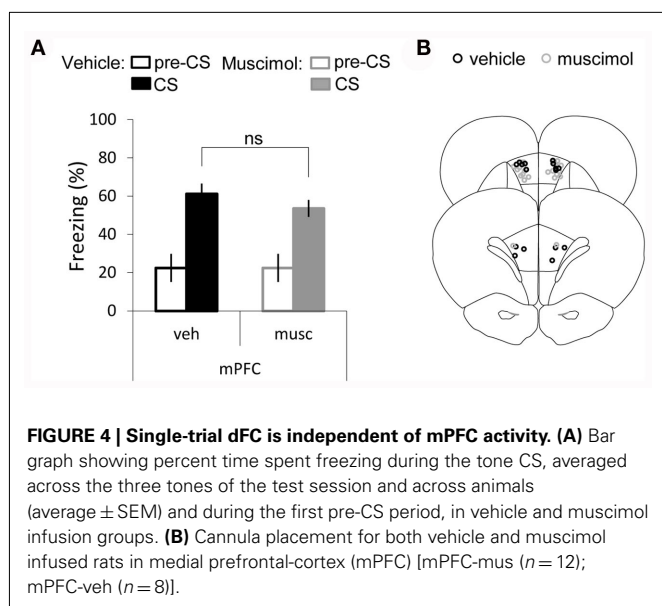 A
Vehicle: pre-CS Muscimol: pre-CS
CS CS
B
vehicle muscimol
ns
Freezing (%)
100
80
60
40
20
0
veh musc
mPFC
FIGURE 4 | Single-trial dFC is independent of mPFC activity. (A) Bar
graph showing percent time spent freezing during the tone CS, averaged
across the three tones of the test session and across animals
(average ± SEM) and during the first pre-CS period, in vehicle and muscimol
infusion groups. (B) Cannula placement for both vehicle and muscimol
infused rats in medial prefrontal-cortex (mPFC) [mPFC-mus (n = 12);
mPFC-veh (n = 8)].